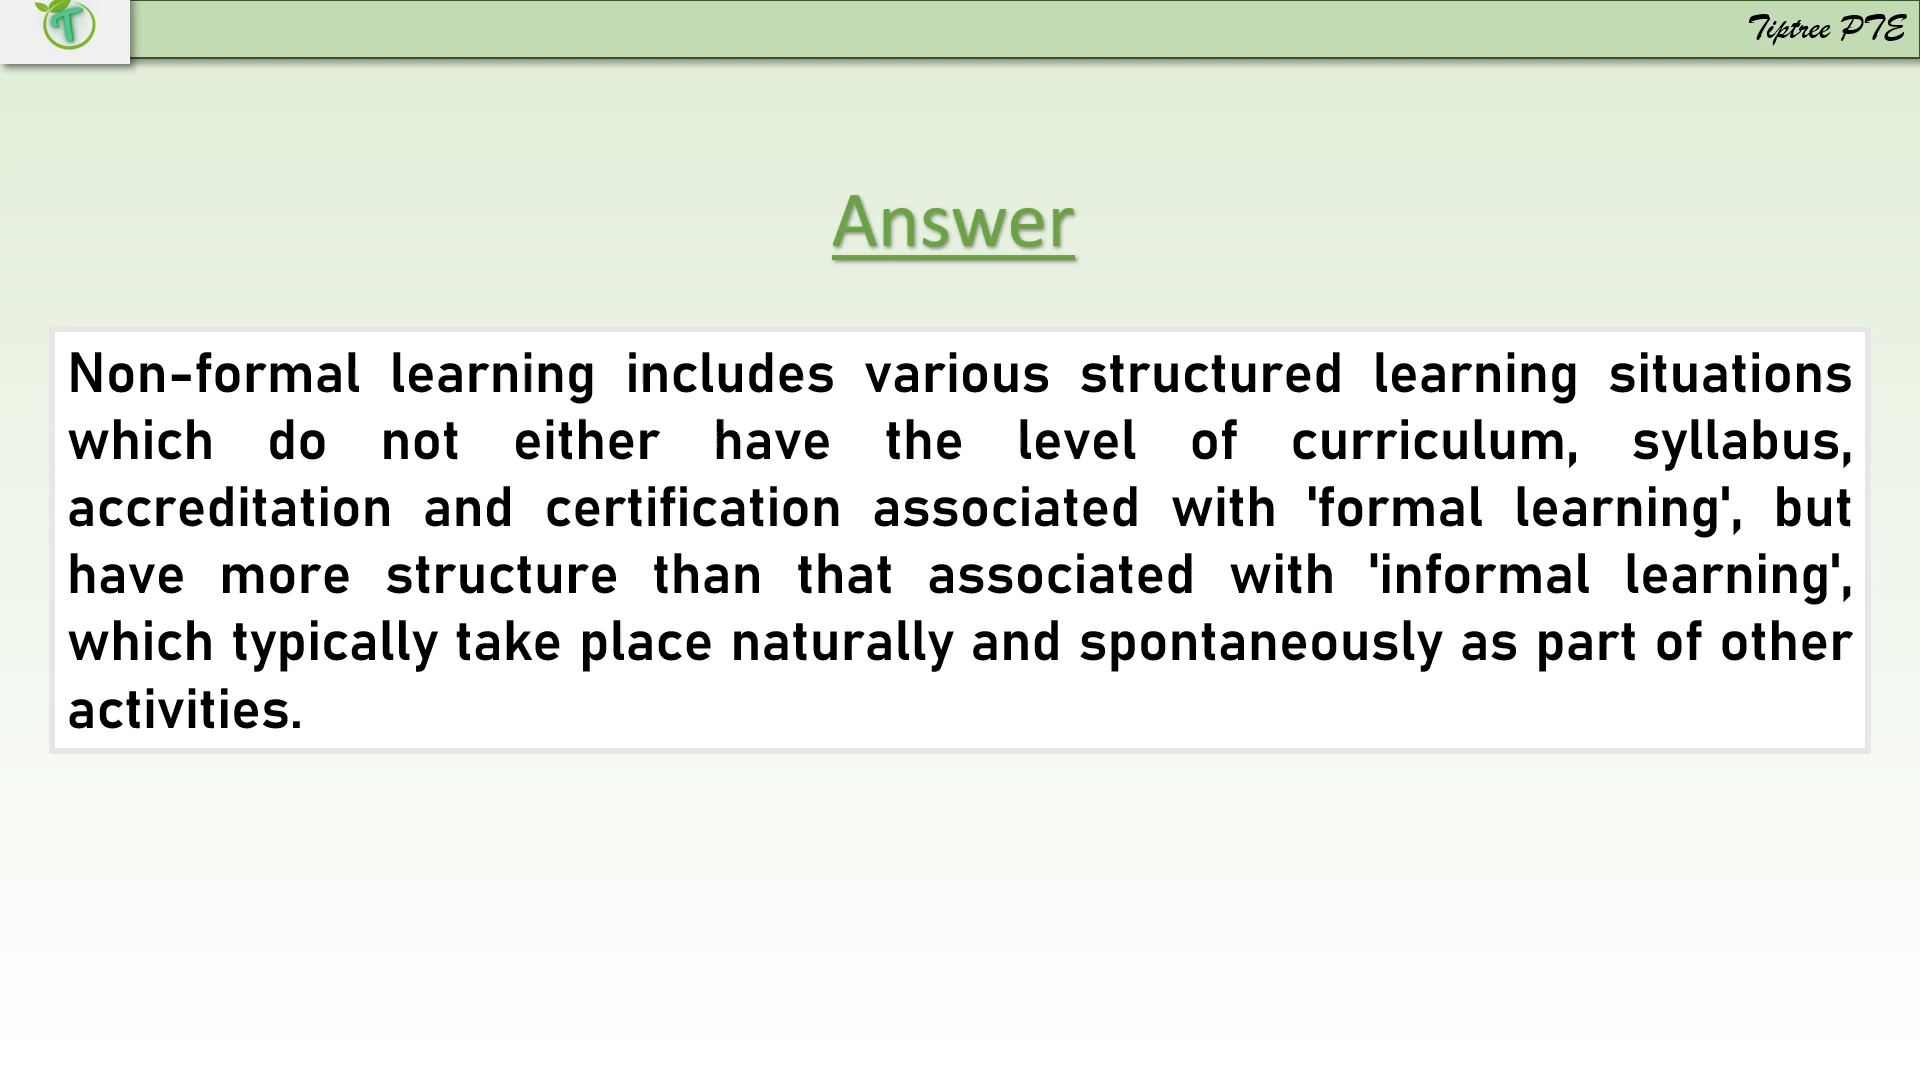 T
Tiptree PTE
Answer
Non-formal learning includes various structured learning situations
which do not either have the level of curriculum, syllabus,
accreditation and certification associated with 'formal learning', but
have more structure than that associated with 'informal learning',
which typically take place naturally and spontaneously as part of other
activities.